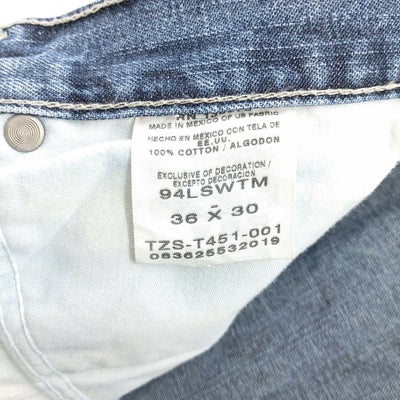 MADE IN MEXICO OF US FABRIC
HECHO EN MEXICO CON TELA DE
EE.UU.
100% COTTON / ALGODON
EXCLUSIVE OF DECORATION /
EXCEPTO DECORACION
94LSWTM
36 X 30
TZS-T451-001
083625532019